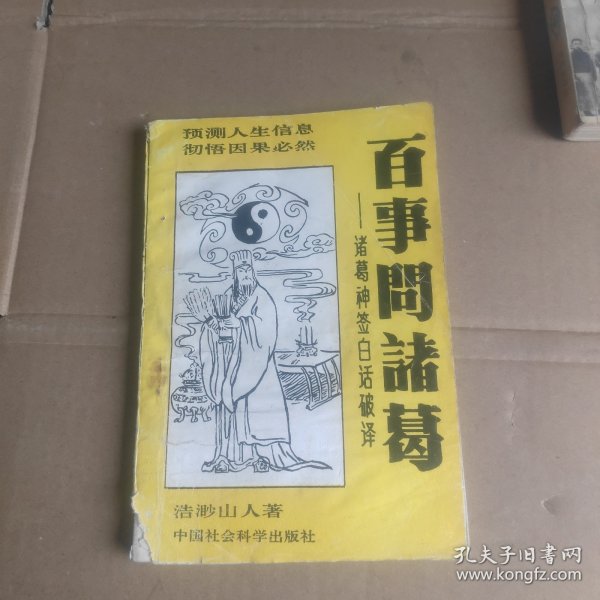 预测人生信息
彻悟因果必然
百事問諸葛
——诸葛神签白话破译
浩渺山人著
中国社会科学出版社
孔夫子旧书网
www.kongfz.com